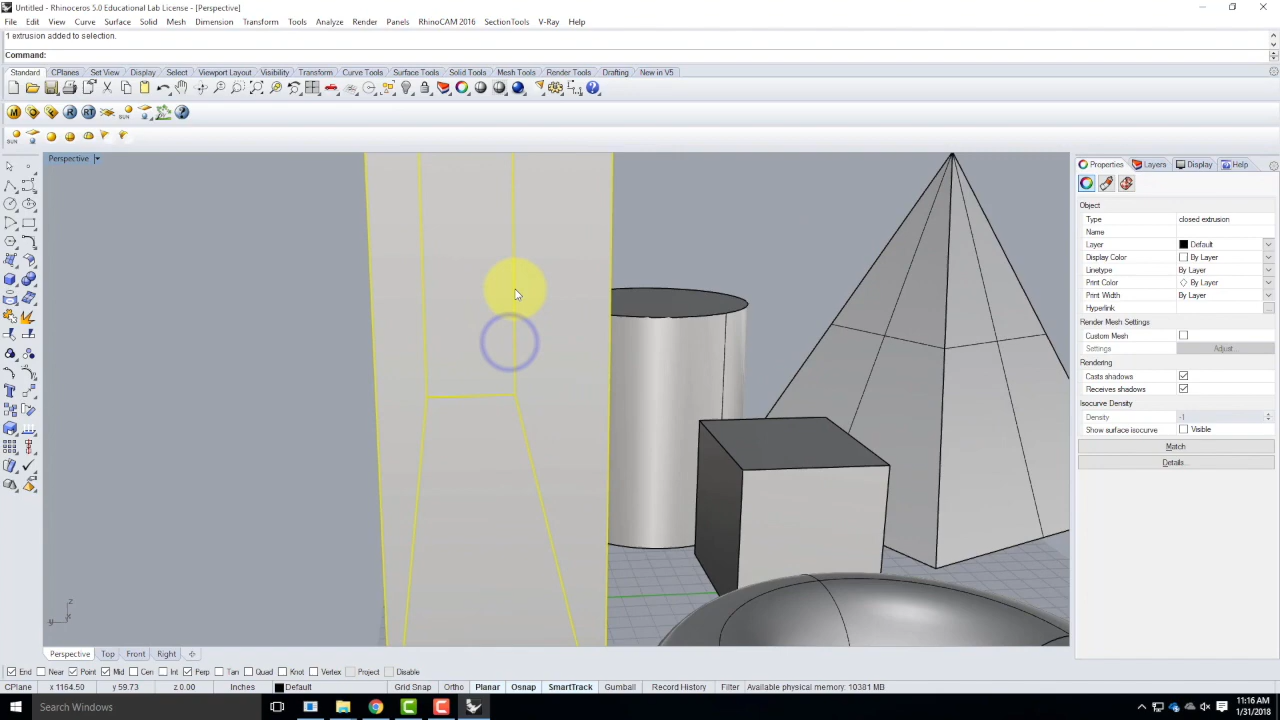 Untitled - Rhinoceros 5.0 Educational Lab License - [Perspective]
File Edit View Curve Surface Solid Mesh Dimension Transform Tools Analyze Render Panels RhinoCAM 2016 SectionTools V-Ray Help
1 extrusion added to selection.
Command:
Standard CPlanes Set View Display Select Viewport Layout Visibility Transform Curve Tools Surface Tools Solid Tools Mesh Tools Render Tools Drafting New in V5
M R RT
SUN
SUN
Perspective
Properties Layers Display Help
Object
Type closed extrusion
Name
Layer Default
Display Color By Layer
Linetype By Layer
Print Color By Layer
Print Width By Layer
Hyperlink ...
Render Mesh Settings
Custom Mesh
Settings Adjust...
Rendering
Casts shadows
Receives shadows
Isocurve Density
Density -1
Show surface isocurve Visible
Match
Details...
z
y x
Perspective Top Front Right
End Near Point Mid Cen Int Perp Tan Quad Knot Vertex Project Disable
CPlane x 1164.50 y 59.73 z 0.00 Inches Default Grid Snap Ortho Planar Osnap SmartTrack Gumball Record History Filter Available physical memory: 10381 MB
Search Windows
11:16 AM
1/31/2018